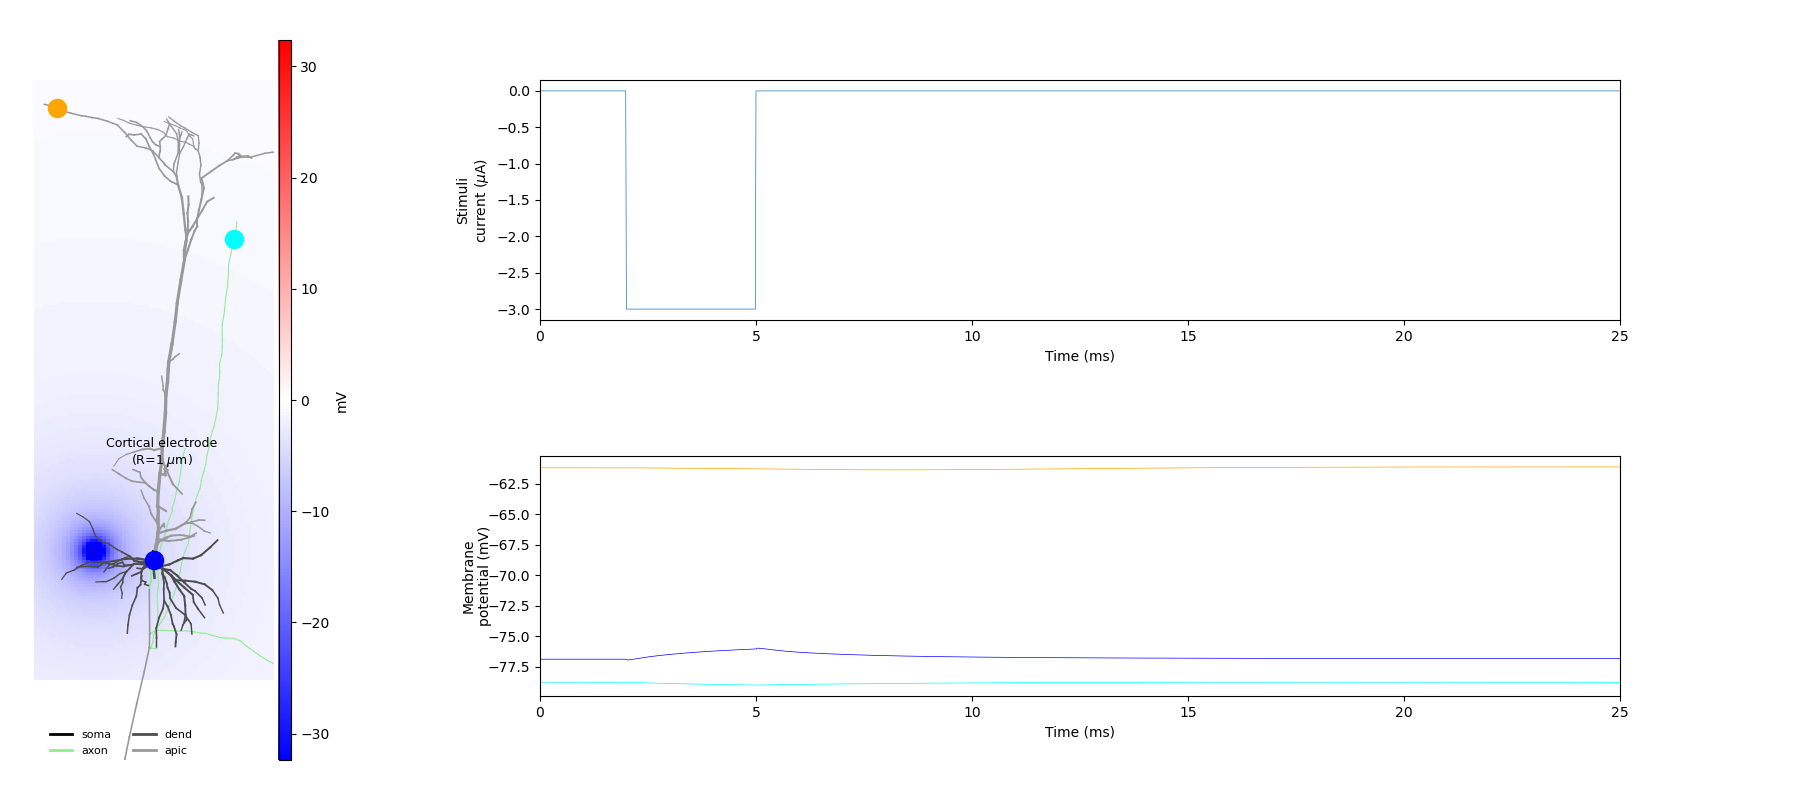 Cortical electrode
(R=1 μm)
soma
axon
dend
apic
30
20
10
0
−10
−20
−30
mV
Stimuli
current (μA)
0.0
−0.5
−1.0
−1.5
−2.0
−2.5
−3.0
0 5 10 15 20 25
Time (ms)
Membrane
potential (mV)
−62.5
−65.0
−67.5
−70.0
−72.5
−75.0
−77.5
0 5 10 15 20 25
Time (ms)